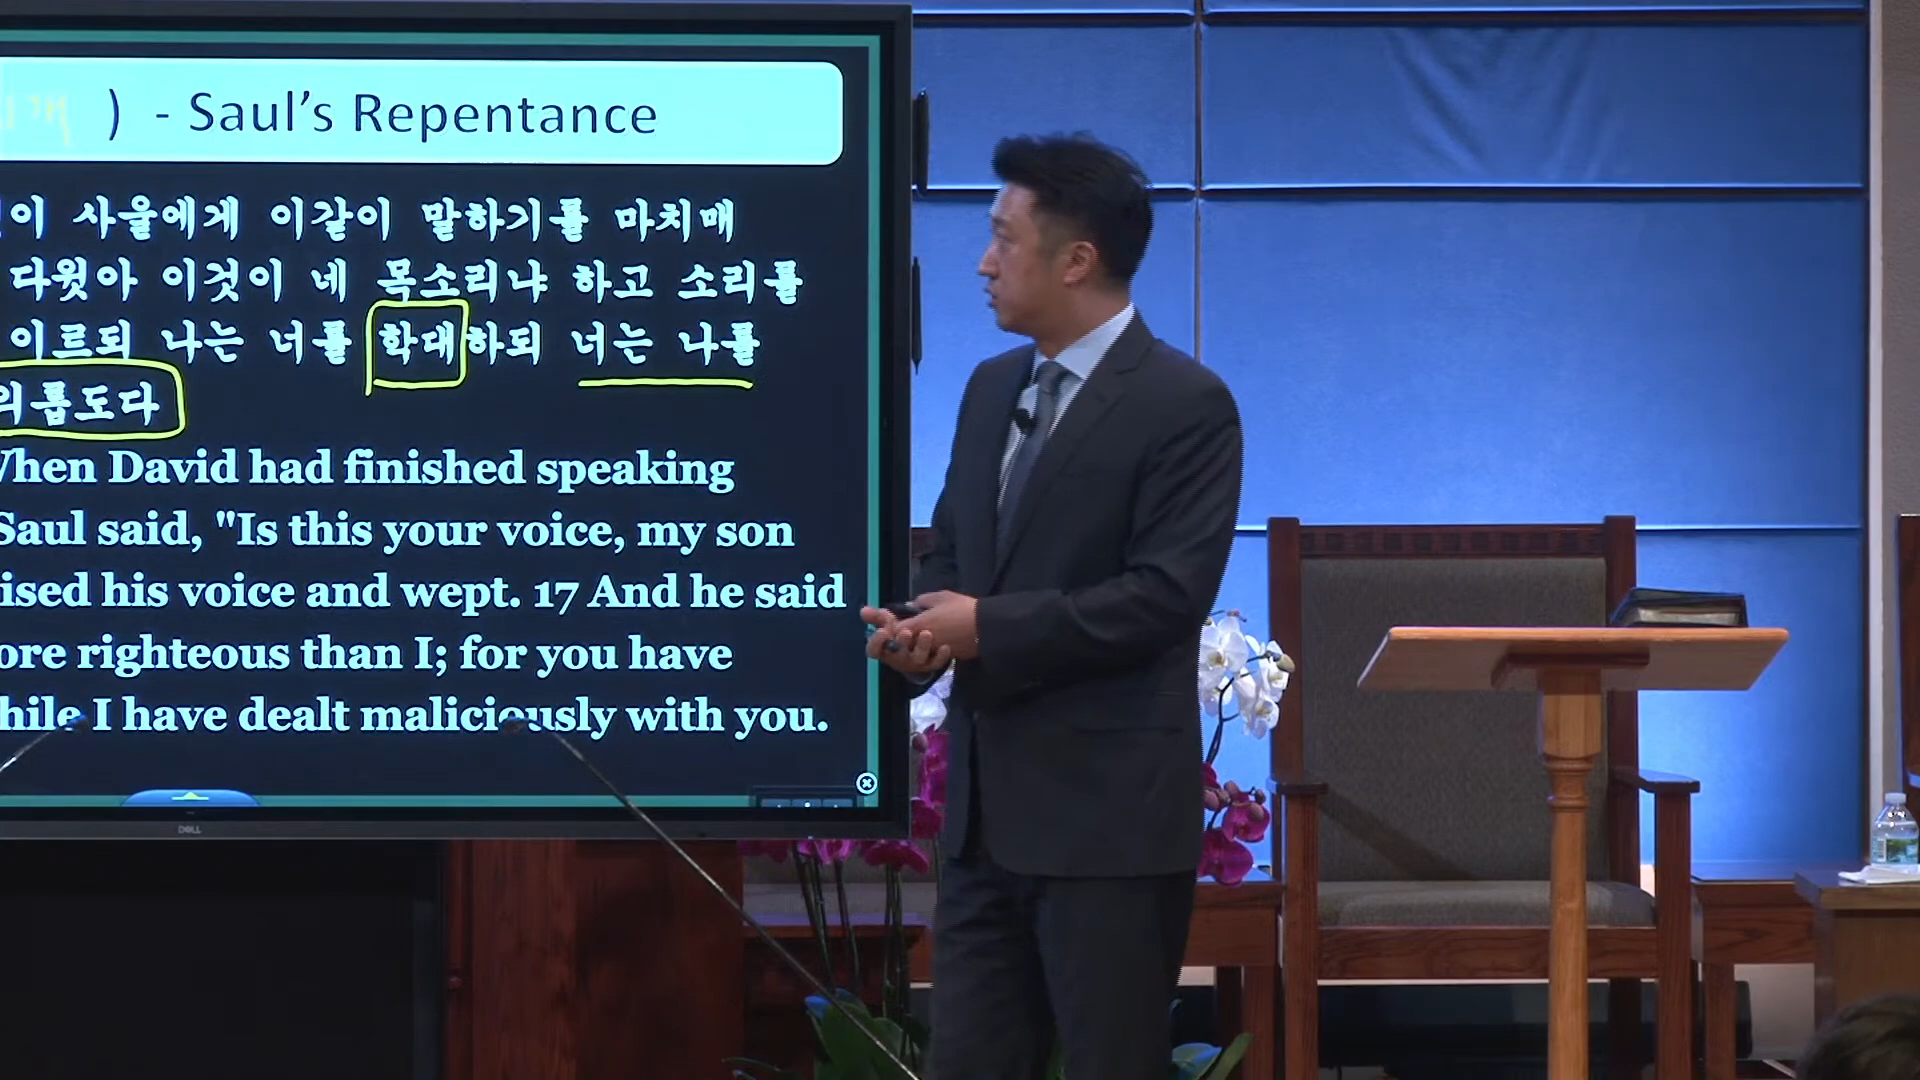 ) - Saul's Repentance
이 사울에게 이같이 말하기를 마치매
다윗아 이것이 네 목소리냐 하고 소리를
이르되 나는 너를 학대하되 너는 나를
의롭도다
When David had finished speaking
Saul said, "Is this your voice, my son
ised his voice and wept. 17 And he said
ore righteous than I; for you have
hile I have dealt maliciously with you.
DELL